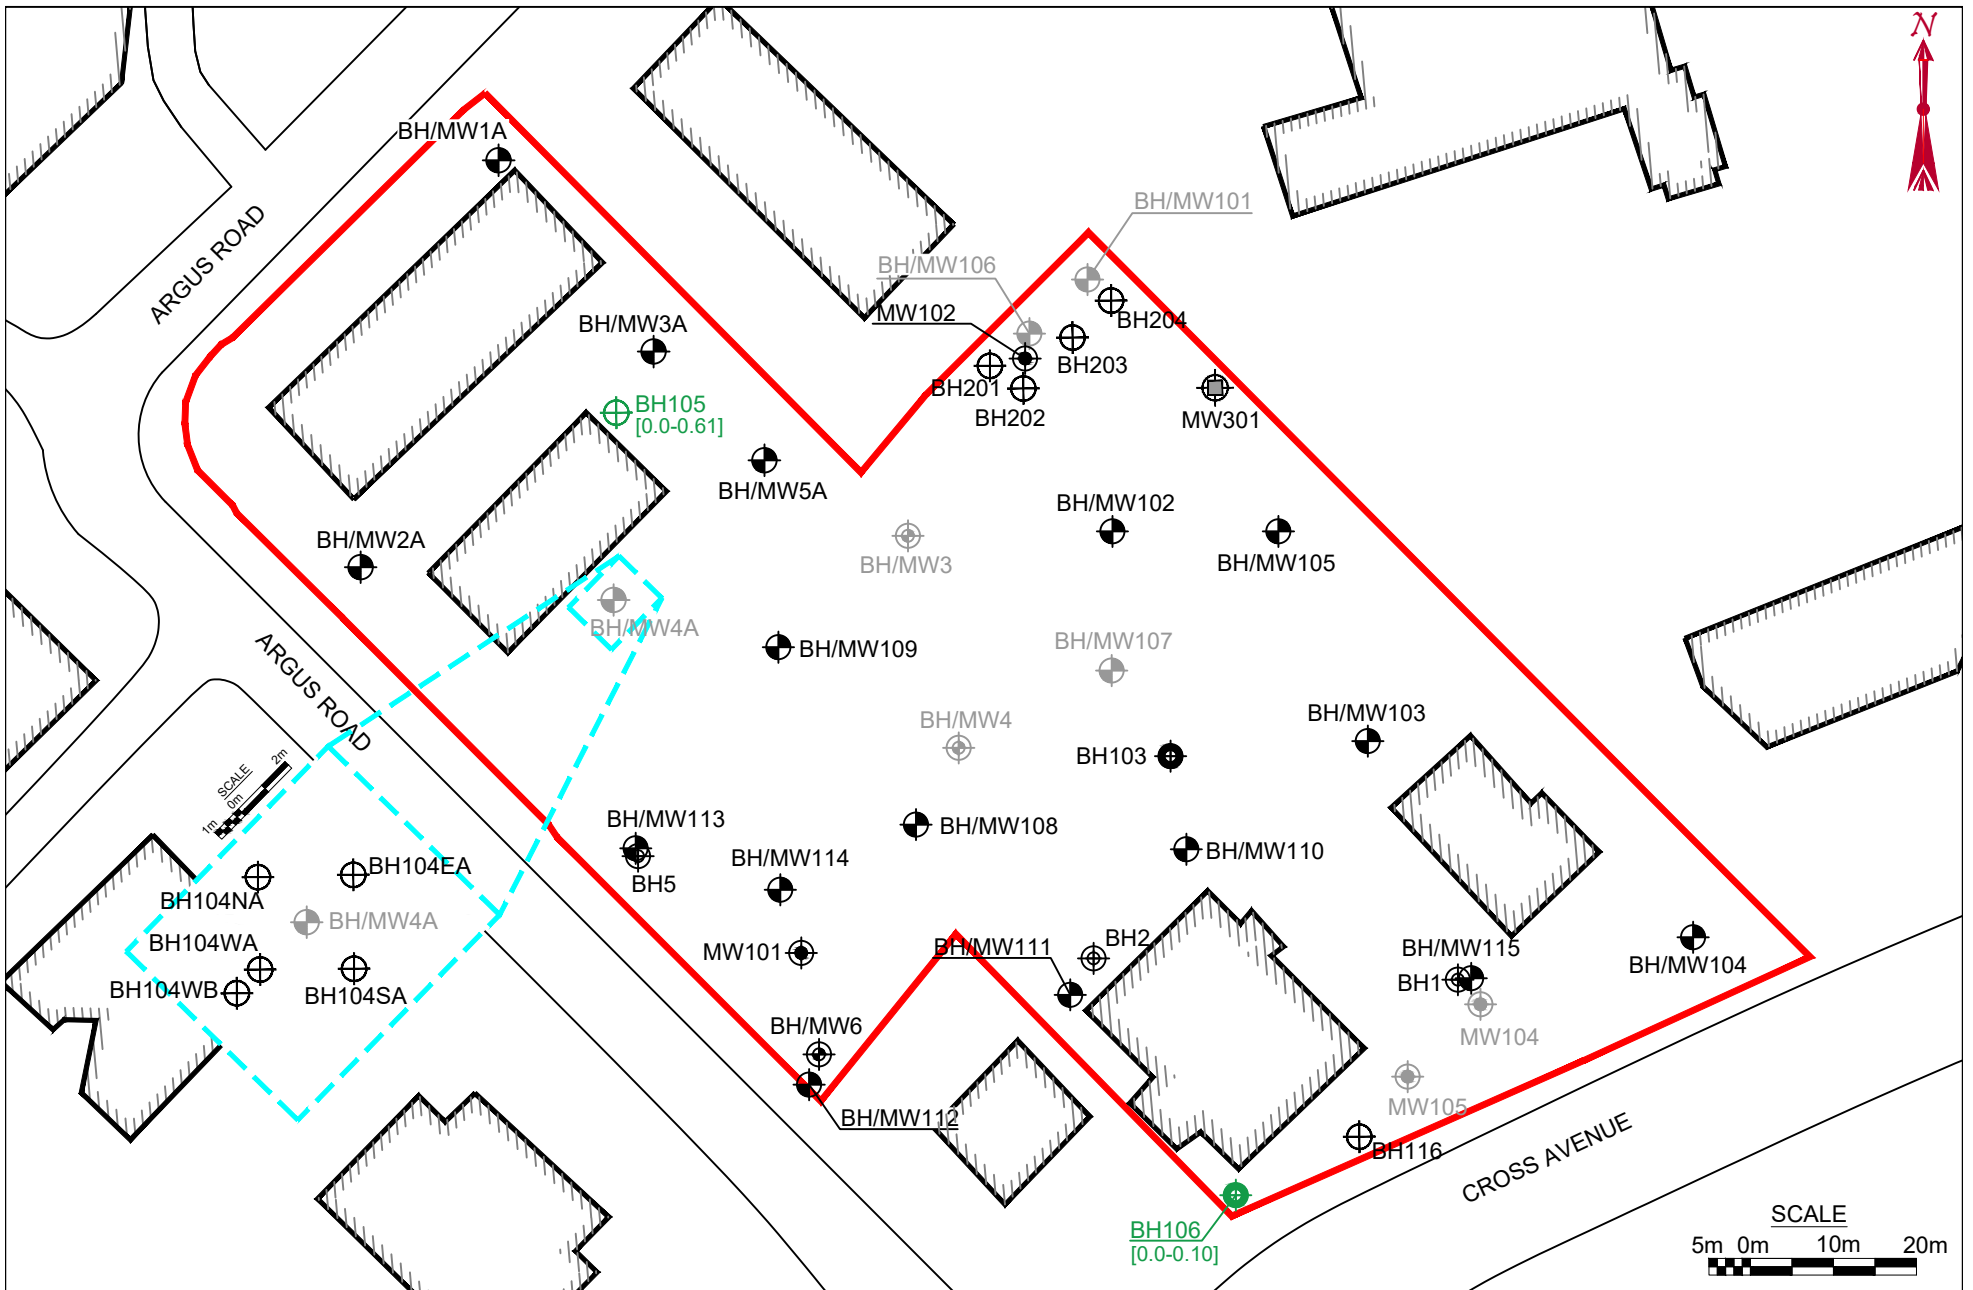 N
BH/MW1A
ARGUS ROAD
BH/MW101
BH/MW106
MW102
BH204
BH203
BH201
BH202
MW301
BH/MW3A
BH105
[0.0-0.61]
BH/MW5A
BH/MW102
BH/MW105
BH/MW3
BH/MW2A
BH/MW4A
BH/MW109
BH/MW107
ARGUS ROAD
BH/MW4
BH/MW103
BH103
SCALE
1m 0m 2m
BH/MW113
BH5
BH/MW108
BH/MW110
BH/MW114
BH104EA
BH104NA
BH/MW4A
BH104WA
BH104WB
BH104SA
MW101
BH/MW111
BH2
BH/MW115
BH1
MW104
BH/MW104
BH/MW6
BH/MW112
MW105
BH116
CROSS AVENUE
BH106
[0.0-0.10]
SCALE
5m 0m 10m 20m